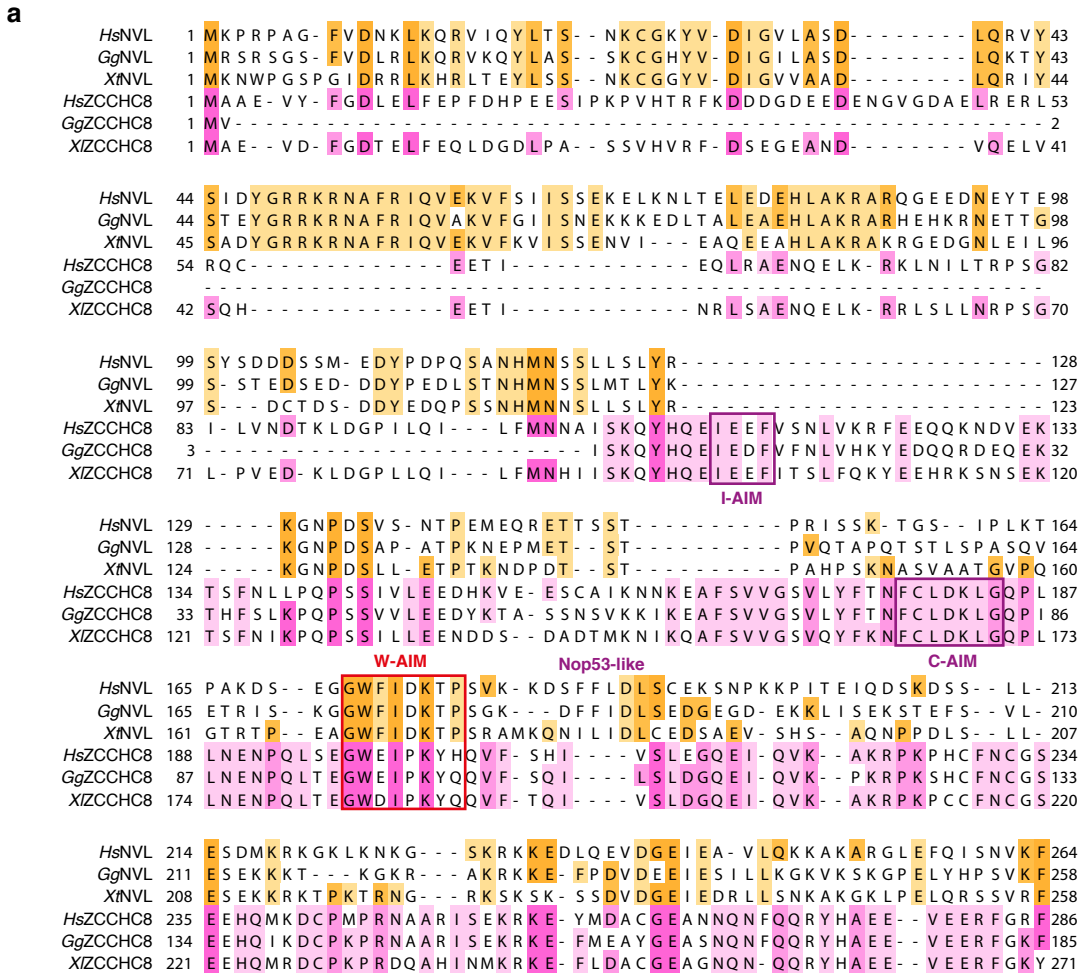 a
HsNVL 1 MKPRPAG-FVDNKLKQRVIQYLTS--NKCGKYV-DIGVLASD--------LQRVY 43
GgNVL 1 MRSRSGS-FVDLRLKQRVKQYLAS--SKCGHYV-DIGILASD--------LQKTY 43
XtNVL 1 MKNWPGSPGIDRRLKHRLTEYLSS--NKCGGYV-DIGVVAAD--------LQRIY 44
HsZCCHC8 1 MAAE-VY-FGDLELFEPFDHPEESIPKPVHTRFKDDDGDEEDENGVGDAELRERL 53
GgZCCHC8 1 MV----------------------------------------------------- 2
XlZCCHC8 1 MAE--VD-FGDTELFEQLDGDLPA--SSVHVRF-DSEGEAND--------VQELV 41
HsNVL 44 SIDYGRRKRNAFRIQVEKVFSIISSEKELKNLTELEDEHLAKRARQGEEDNEYTE 98
GgNVL 44 STEYGRRKRNAFRIQVAKVFGIISNEKKKEDLTALEAEHLAKRARHEHKRNETTG 98
XtNVL 45 SADYGRRKRNAFRIQVEKVFKVISSENVI---EAQEEAHLAKRAKRGEDGNLEIL 96
HsZCCHC8 54 RQC-------------EETI------------EQLRAENQELK-RKLNILTRPSG 82
GgZCCHC8 -------------------------------------------------------
XlZCCHC8 42 SQH-------------EETI------------NRLSAENQELK-RRLSLLNRPSG 70
HsNVL 99 SYSDDDSSM-EDYPDPQSANHMNSSLLSLYR------------------------ 128
GgNVL 99 S-STEDSED-DDYPEDLSTNHMNSSLMTLYK------------------------ 127
XtNVL 97 S---DCTDS-DDYEDQPSSNHMNNSLLSLYR------------------------ 123
HsZCCHC8 83 I-LVNDTKLDGPILQI---LFMNNAISKQYHQEIEEFVSNLVKRFEEQQKNDVEK 133
GgZCCHC8 3 -------------------------ISKQYHQEIEDFVFNLVHKYEDQQRDEQEK 32
XlZCCHC8 71 L-PVED-KLDGPLLQI---LFMNHIISKQYHQEIEEFITSLFQKYEEHRKSNSEK 120
I-AIM
HsNVL 129 -----KGNPDSVS-NTPEMEQRETTSST----------PRISSK-TGS--IPLKT 164
GgNVL 128 -----KGNPDSAP-ATPKNEPMET--ST----------PVQTAPQTSTLSPASQV 164
XtNVL 124 -----KGNPDSLL-ETPTKNDPDT--ST----------PAHPSKNASVAATGVPQ 160
HsZCCHC8 134 TSFNLLPQPSSIVLEEDHKVE-ESCAIKNNKEAFSVVGSVLYFTNFCLDKLGQPL 187
GgZCCHC8 33 THFSLKPQPSSVVLEEDYKTA-SSNSVKKIKEAFSVVGSVLYFTNFCLDKLGQPI 86
XlZCCHC8 121 TSFNIKPQPSSILLEENDDS--DADTMKNIKQAFSVVGSVQYFKNFCLDKLGQPL 173
W-AIM Nop53-like C-AIM
HsNVL 165 PAKDS--EGGWFIDKTPSVK-KDSFFLDLSCEKSNPKKPITEIQDSKDSS--LL- 213
GgNVL 165 ETRIS--KGGWFIDKTPSGK---DFFIDLSEDGEGD-EKKLISEKSTEFS--VL- 210
XtNVL 161 GTRTP--EAGWFIDKTPSRAMKQNILIDLCEDSAEV-SHS--AQNPPDLS--LL- 207
HsZCCHC8 188 LNENPQLSEGWEIPKYHQVF-SHI----VSLEGQEI-QVK--AKRPKPHCFNCGS 234
GgZCCHC8 87 LNENPQLTEGWEIPKYQQVF-SQI----LSLDGQEI-QVK--PKRPKSHCFNCGS 133
XlZCCHC8 174 LNENPQLTEGWDIPKYQQVF-TQI----VSLDGQEI-QVK--AKRPKPCCFNCGS 220
HsNVL 214 ESDMKRKGKLKNKG---SKRKKEDLQEVDGEIEA-VLQKKAKARGLEFQISNVKF 264
GgNVL 211 ESEKKKT---KGKR---AKRKKE-FPDVDEEIESILLKGKVKSKGPELYHPSVKF 258
XtNVL 208 ESEKKRKTPKTRNG---RKSKSK-SSDVDGEIEDRLLSNKAKGKLPELQRSSVKF 258
HsZCCHC8 235 EEHQMKDCPMPRNAARISEKRKE-YMDACGEANNQNFQQRYHAEE--VEERFGRF 286
GgZCCHC8 134 EEHQIKDCPKPRNAARISEKRKE-FMEAYGEASNQNFQQRYHAEE--VEERFGKF 185
XlZCCHC8 221 EEHQMRDCPKPRDQAHINMKRKE-FLDACGEAGNQN-QQRYHAEE--VEERFGKY 271